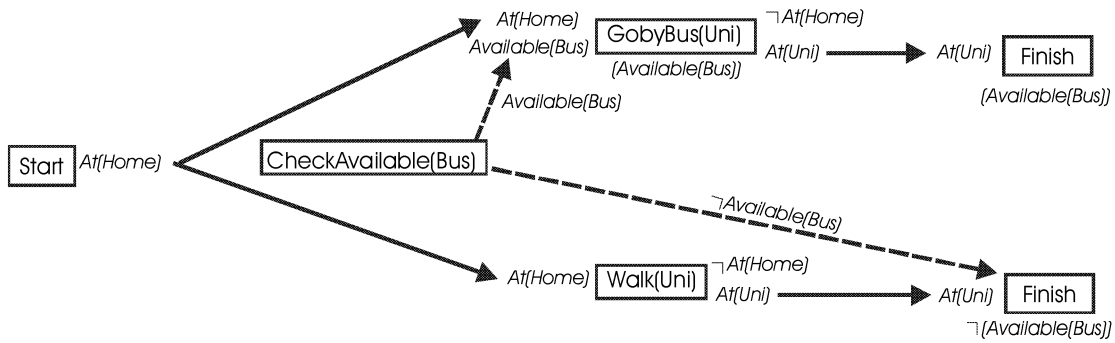 At(Home)
Available(Bus)
GobyBus(Uni)
(Available(Bus))
¬At(Home)
At(Uni)
At(Uni)
Finish
(Available(Bus))
Available(Bus)
Start
At(Home)
CheckAvailable(Bus)
¬Available(Bus)
At(Home)
Walk(Uni)
¬At(Home)
At(Uni)
At(Uni)
Finish
¬(Available(Bus))